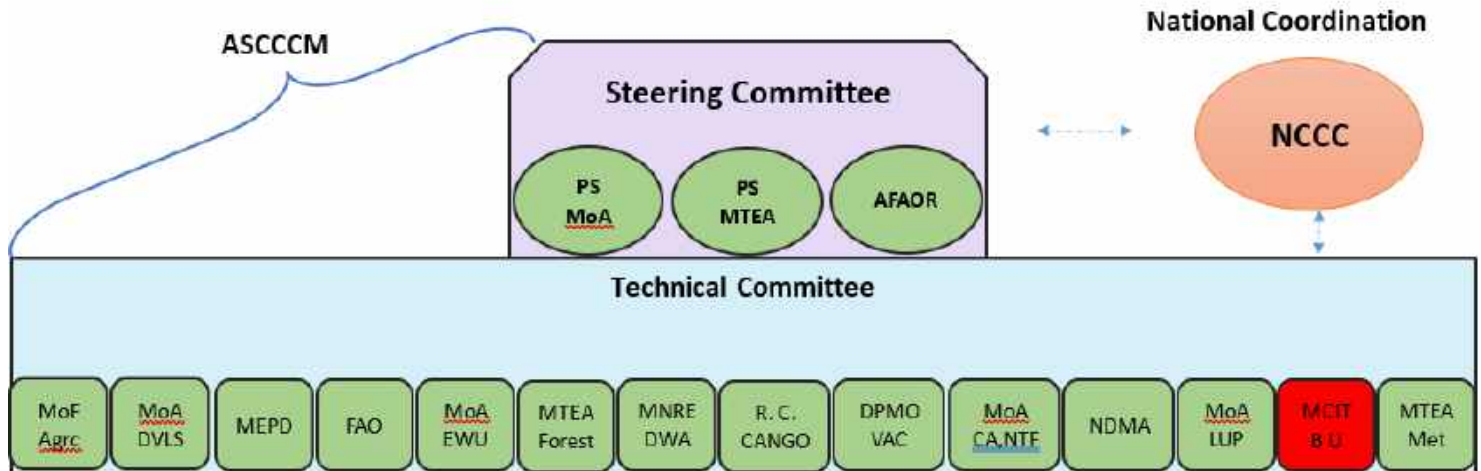 National Coordination
ASCCCM
Steering Committee
NCCC
PS
MoA
PS
MTEA
AFAOR
Technical Committee
MoF
Agrc
MoA
DVLS
MEPD
FAO
MoA
EWU
MTEA
Forest
MNRE
DWA
R. C.
CANGO
DPMO
VAC
MoA
CA.NTF
NDMA
MoA
LUP
MCIT
B U
MTEA
Met